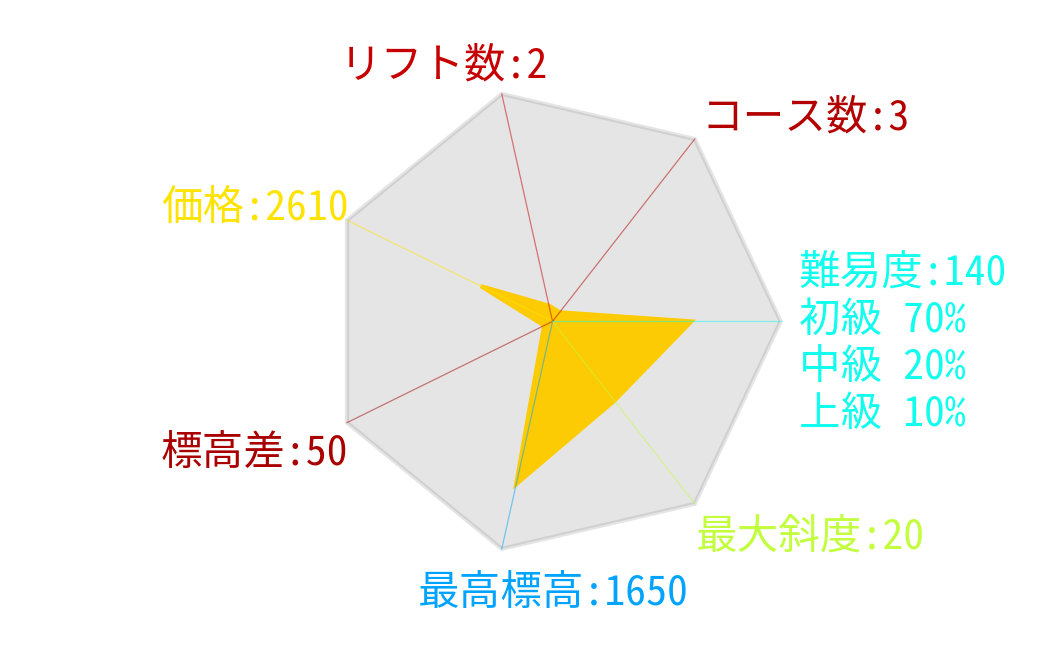 リフト数:2
コース数:3
価格:2610
難易度:140
初級 70%
中級 20%
上級 10%
標高差:50
最大斜度:20
最高標高:1650